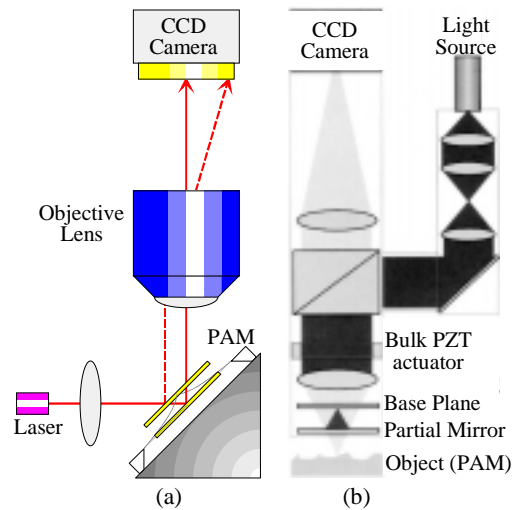 CCD
Camera
Objective
Lens
PAM
Laser
(a)
CCD
Camera
Light
Source
Bulk PZT
actuator
Base Plane
Partial Mirror
Object (PAM)
(b)